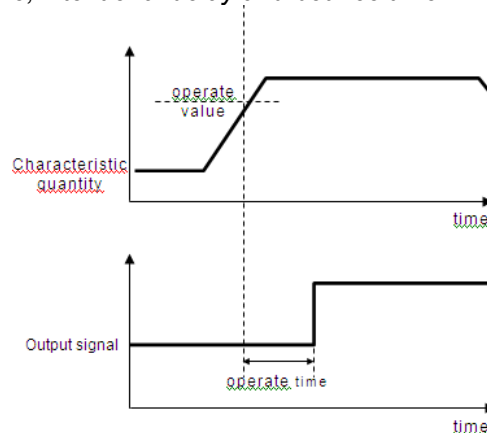 operate
value
Characteristic
quantity
time
Output signal
operate time
time